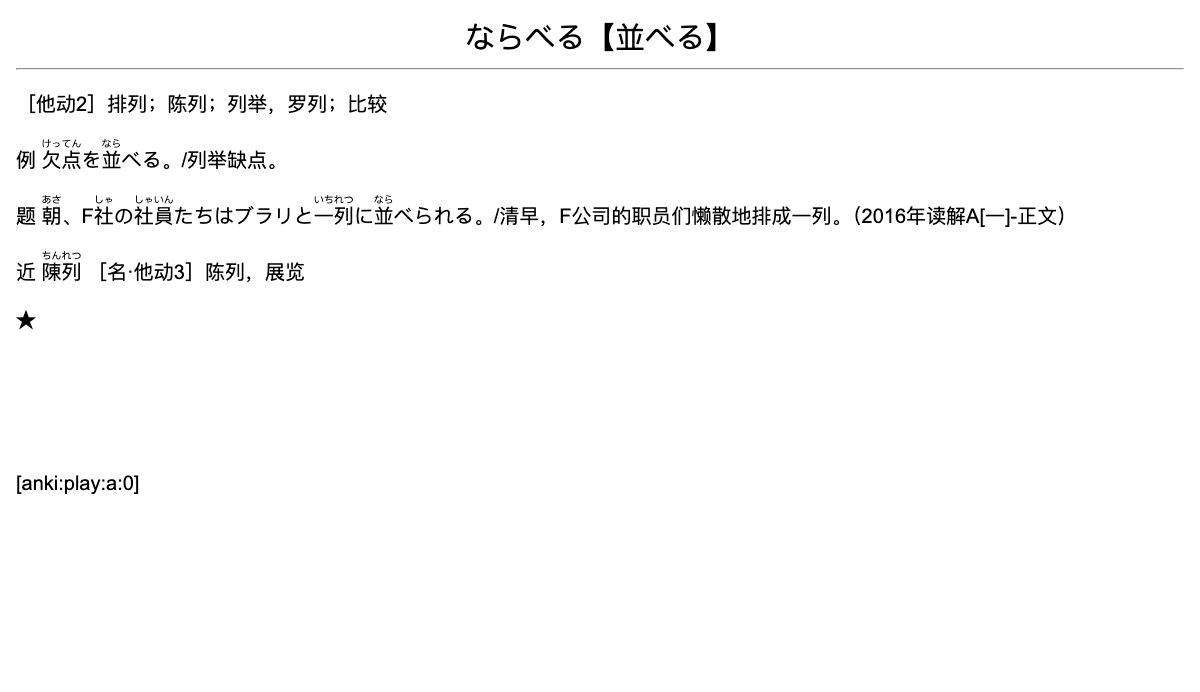 ならべる【並べる】
［他动2］排列；陈列；列举，罗列；比较
けってん なら
例 欠点を並べる。/列举缺点。
あさ しゃ しゃいん いちれつ なら
题 朝、F社の社員たちはブラリと一列に並べられる。/清早，F公司的职员们懒散地排成一列。（2016年读解A[一]-正文）
ちんれつ
近 陳列 ［名·他动3］陈列，展览
★
[anki:play:a:0]